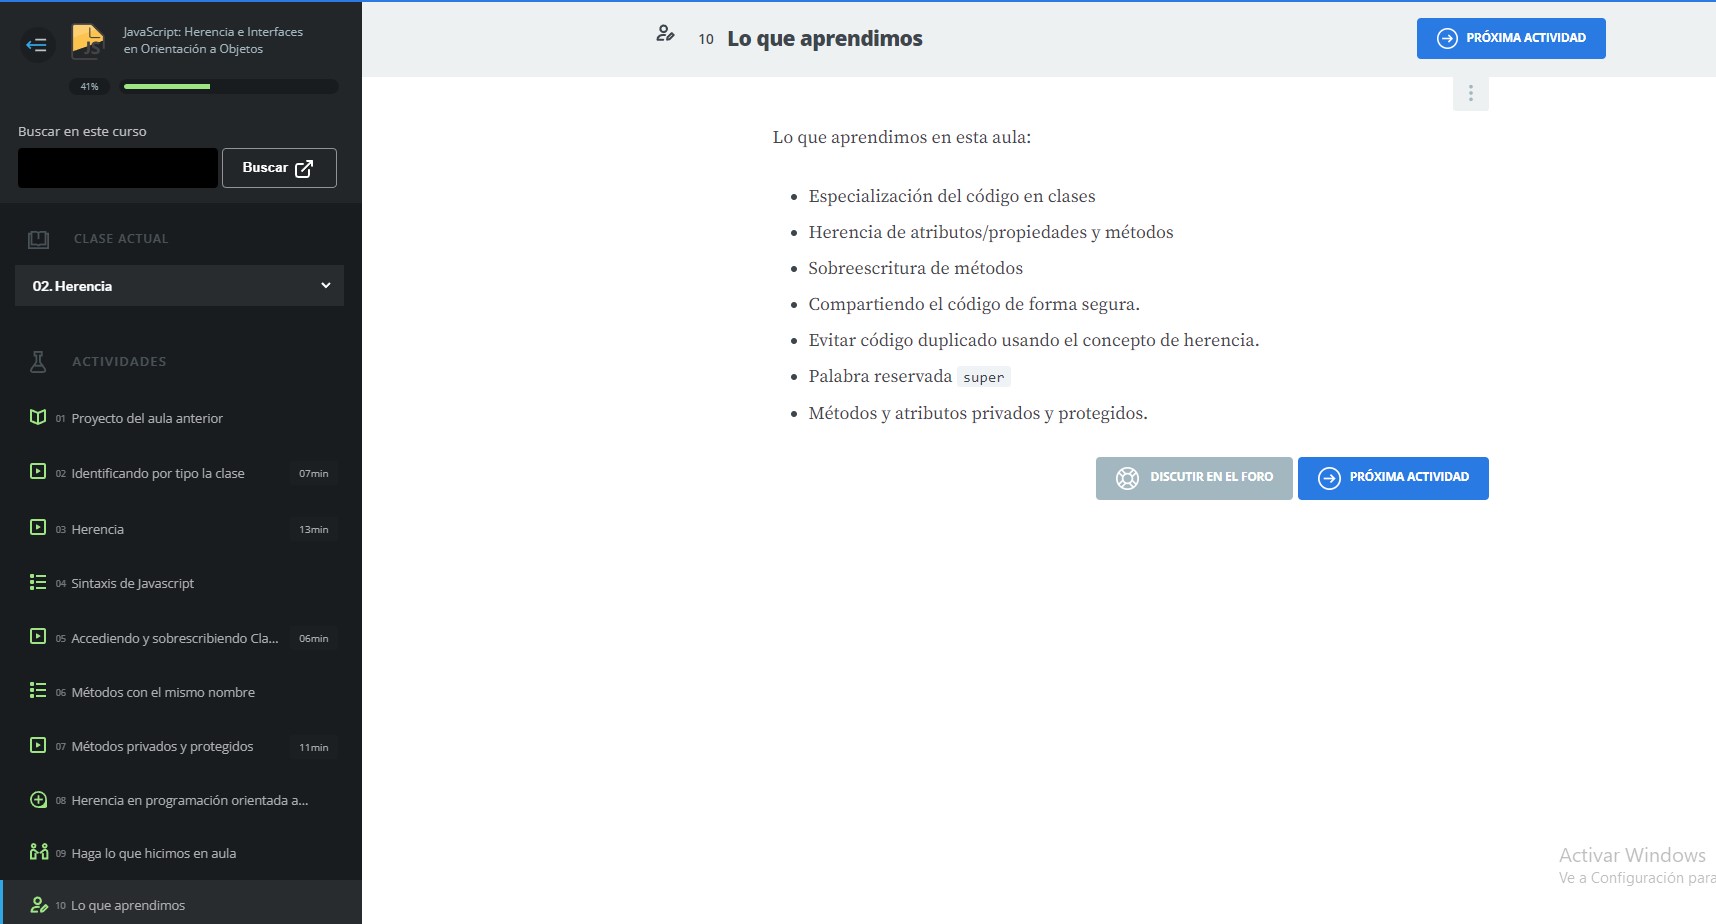 JavaScript: Herencia e Interfaces
en Orientación a Objetos
41%
Buscar en este curso
Buscar
CLASE ACTUAL
02. Herencia
ACTIVIDADES
01 Proyecto del aula anterior
02 Identificando por tipo la clase 07min
03 Herencia 13min
04 Sintaxis de Javascript
05 Accediendo y sobrescribiendo Cla... 06min
06 Métodos con el mismo nombre
07 Métodos privados y protegidos 11min
08 Herencia en programación orientada a...
09 Haga lo que hicimos en aula
10 Lo que aprendimos
10 Lo que aprendimos
PRÓXIMA ACTIVIDAD
Lo que aprendimos en esta aula:
Especialización del código en clases
Herencia de atributos/propiedades y métodos
Sobreescritura de métodos
Compartiendo el código de forma segura.
Evitar código duplicado usando el concepto de herencia.
Palabra reservada super
Métodos y atributos privados y protegidos.
DISCUTIR EN EL FORO
PRÓXIMA ACTIVIDAD
Activar Windows
Ve a Configuración para